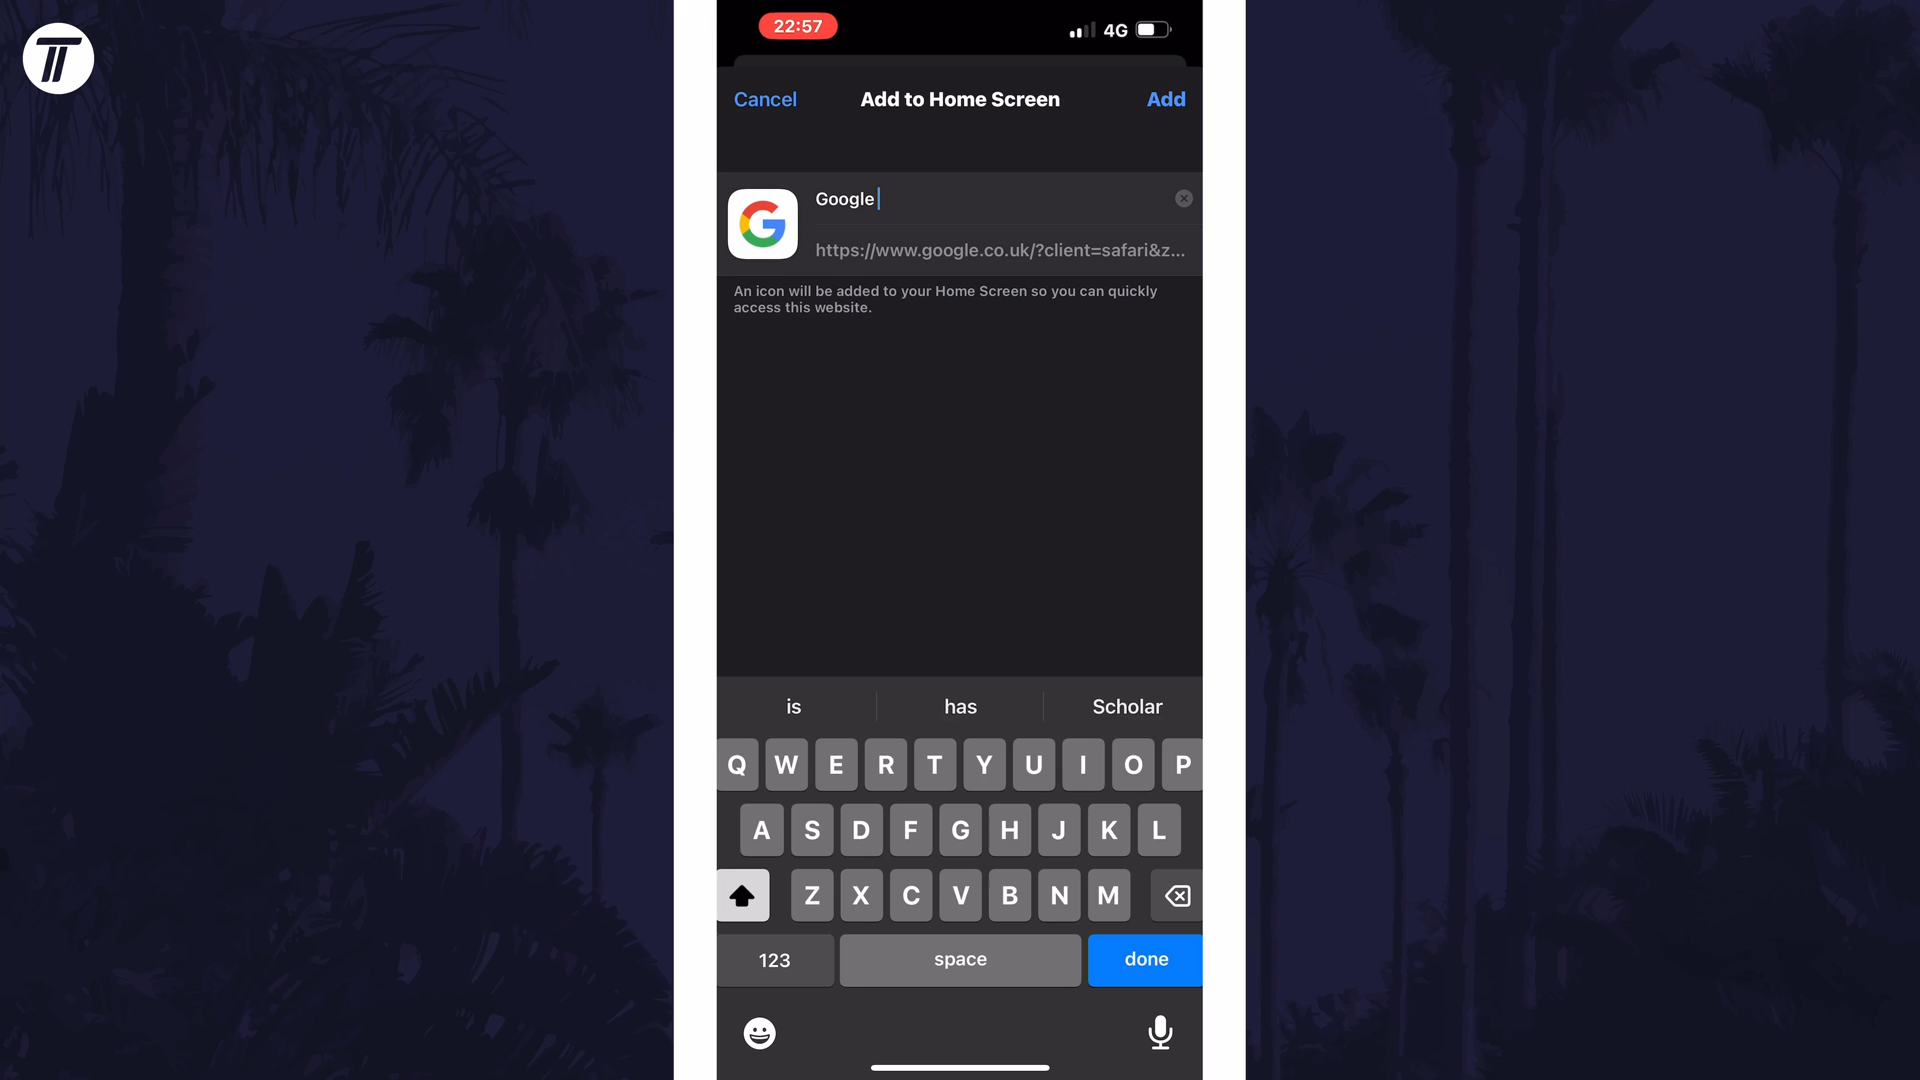 22:57
4G
Cancel
Add to Home Screen
Add
Google
https://www.google.co.uk/?client=safari&z...
An icon will be added to your Home Screen so you can quickly
access this website.
is has Scholar
Q W E R T Y U I O P
A S D F G H J K L
Z X C V B N M
123 space done